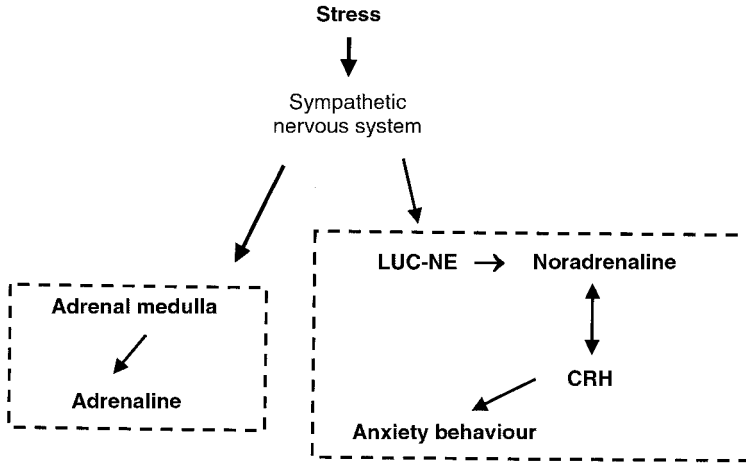 Stress
Sympathetic
nervous system
LUC-NE → Noradrenaline
Adrenal medulla
CRH
Adrenaline
Anxiety behaviour